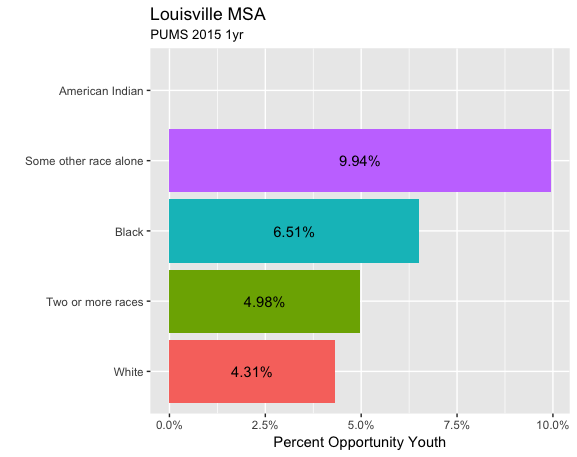 Louisville MSA
PUMS 2015 1yr
American Indian
Some other race alone
9.94%
Black
6.51%
Two or more races
4.98%
White
4.31%
0.0% 2.5% 5.0% 7.5% 10.0%
Percent Opportunity Youth